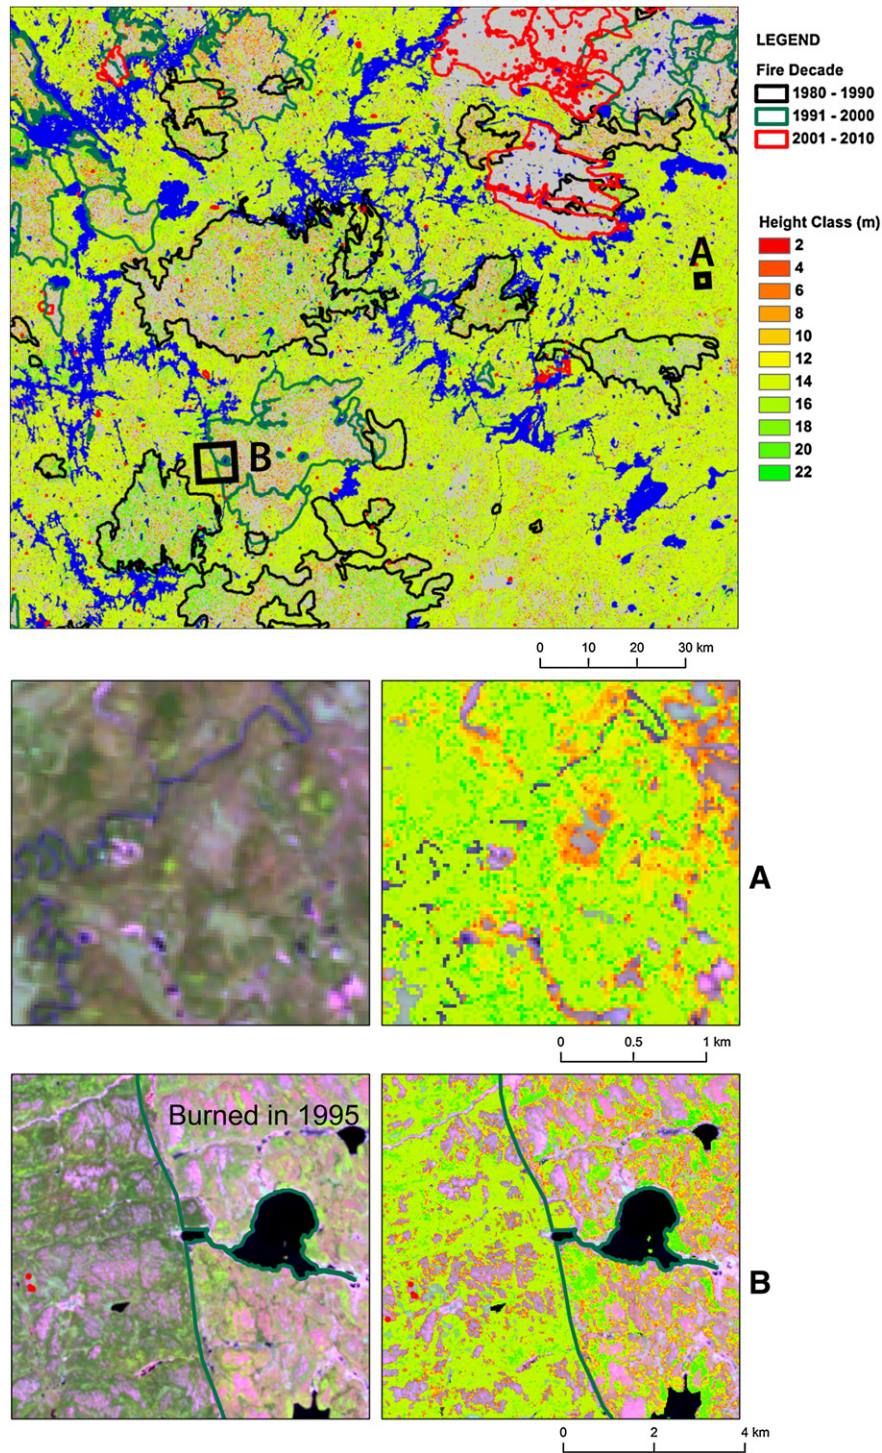 LEGEND
Fire Decade
1980 - 1990
1991 - 2000
2001 - 2010
Height Class (m)
2
4
6
8
10
12
14
16
18
20
22
A
B
0 10 20 30 km
A
0 0.5 1 km
Burned in 1995
B
0 2 4 km